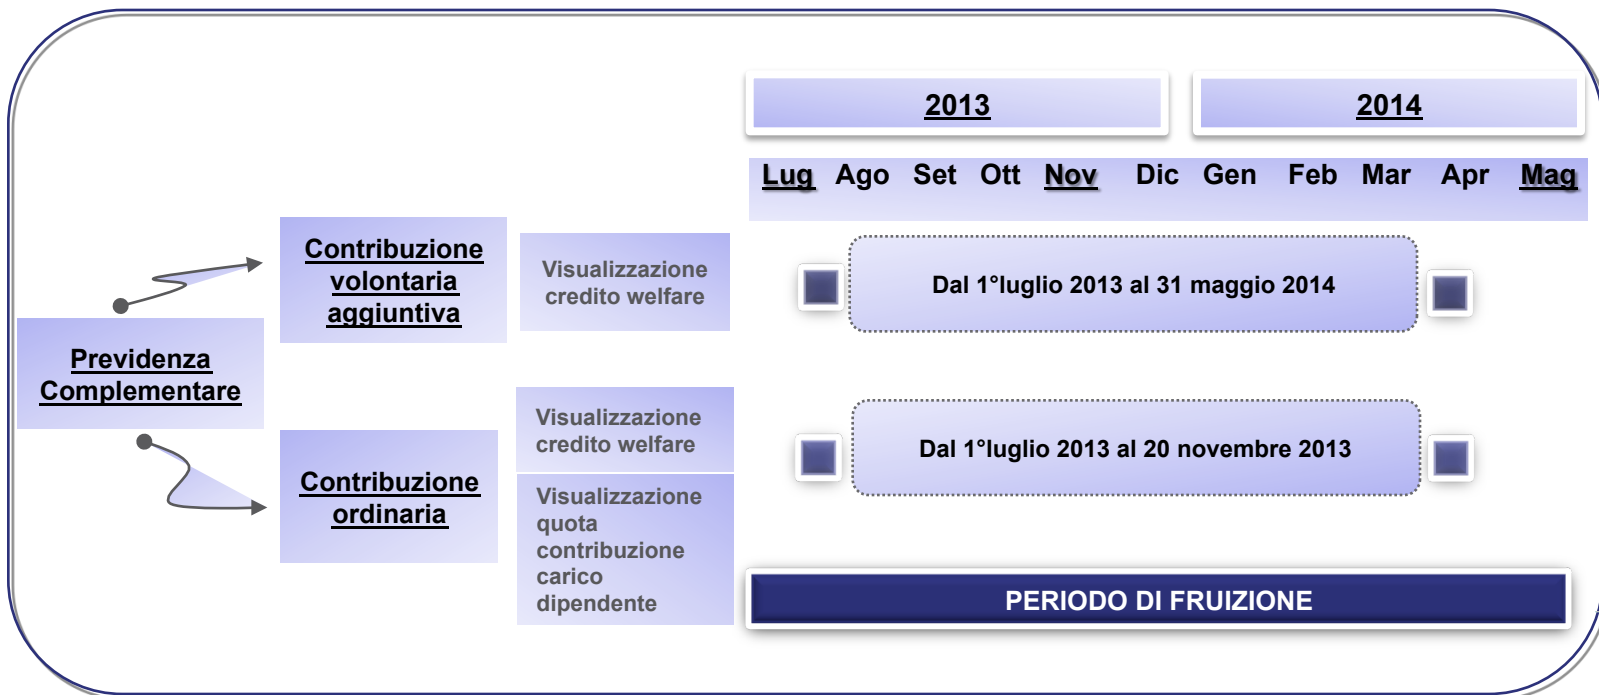 2013
2014
Lug Ago Set Ott Nov Dic Gen Feb Mar Apr Mag
Contribuzione
volontaria
aggiuntiva
Visualizzazione
credito welfare
Dal 1°luglio 2013 al 31 maggio 2014
Previdenza
Complementare
Contribuzione
ordinaria
Visualizzazione
credito welfare
Visualizzazione
quota
contribuzione
carico
dipendente
Dal 1°luglio 2013 al 20 novembre 2013
PERIODO DI FRUIZIONE